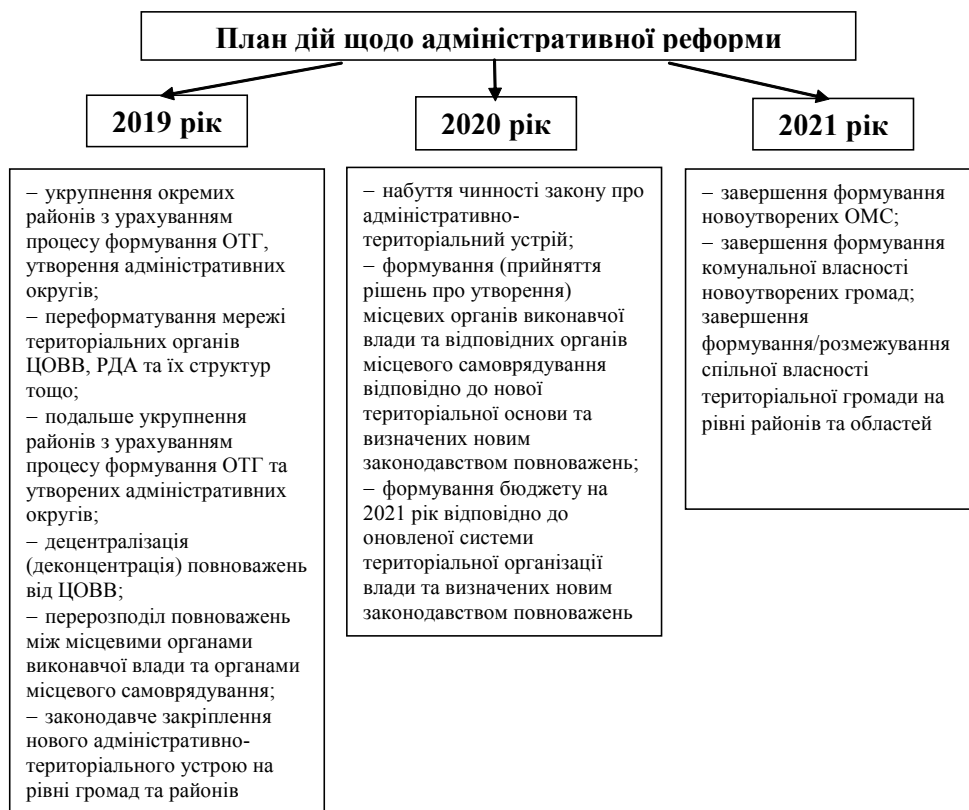 План дій щодо адміністративної реформи
2019 рік
– укрупнення окремих
районів з урахуванням
процесу формування ОТГ,
утворення адміністративних
округів;
– переформатування мережі
територіальних органів
ЦОВВ, РДА та їх структур
тощо;
– подальше укрупнення
районів з урахуванням
процесу формування ОТГ та
утворених адміністративних
округів;
– децентралізація
(деконцентрація) повноважень
від ЦОВВ;
– перерозподіл повноважень
між місцевими органами
виконавчої влади та органами
місцевого самоврядування;
– законодавче закріплення
нового адміністративно-
територіального устрою на
рівні громад та районів
2020 рік
– набуття чинності закону про
адміністративно-
територіальний устрій;
– формування (прийняття
рішень про утворення)
місцевих органів виконавчої
влади та відповідних органів
місцевого самоврядування
відповідно до нової
територіальної основи та
визначених новим
законодавством повноважень;
– формування бюджету на
2021 рік відповідно до
оновленої системи
територіальної організації
влади та визначених новим
законодавством повноважень
2021 рік
– завершення формування
новоутворених ОМС;
– завершення формування
комунальної власності
новоутворених громад;
завершення
формування/розмежування
спільної власності
територіальної громади на
рівні районів та областей